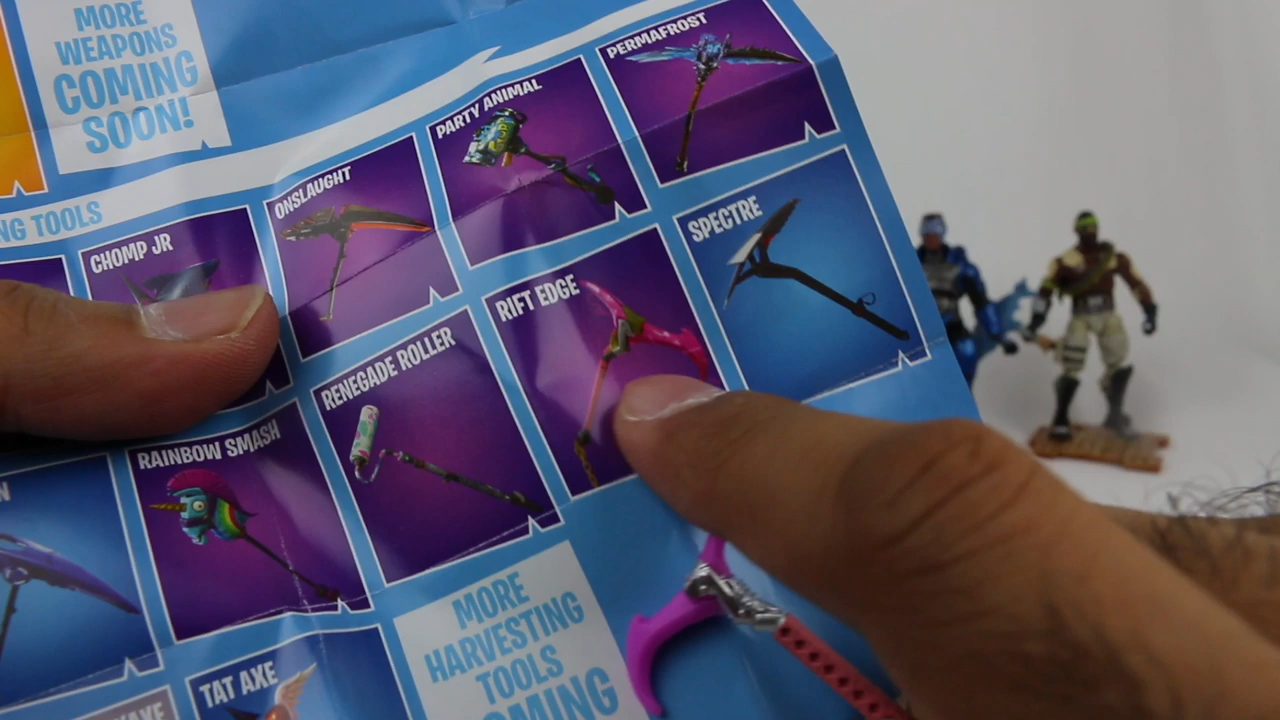 MORE
WEAPONS
COMING
SOON!
NG TOOLS
CHOMP JR
ONSLAUGHT
PARTY ANIMAL
PERMAFROST
RAINBOW SMASH
RENEGADE ROLLER
RIFT EDGE
SPECTRE
TAT AXE
MORE
HARVESTING
TOOLS
OMING